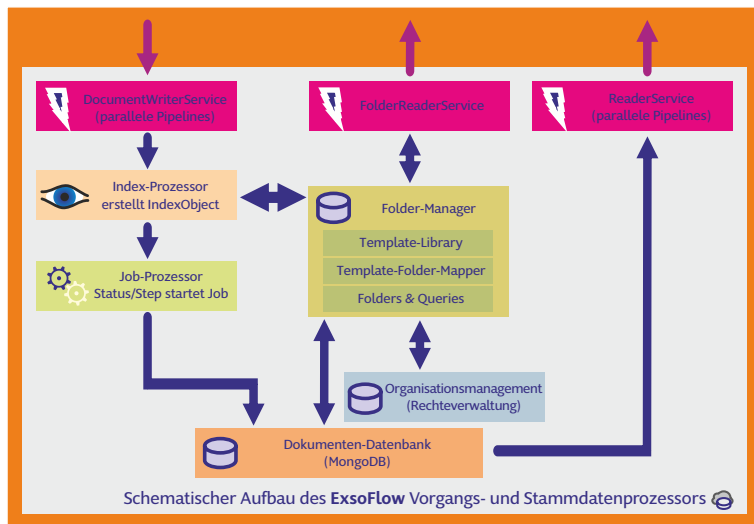 DocumentWriterService
(parallele Pipelines)
FolderReaderService
ReaderService
(parallele Pipelines)
Index-Prozessor
erstellt IndexObject
Folder-Manager
Template-Library
Template-Folder-Mapper
Folders & Queries
Job-Prozessor
Status/Step startet Job
Organisationsmanagement
(Rechteverwaltung)
Dokumenten-Datenbank
(MongoDB)
Schematischer Aufbau des ExsoFlow Vorgangs- und Stammdatenprozessors